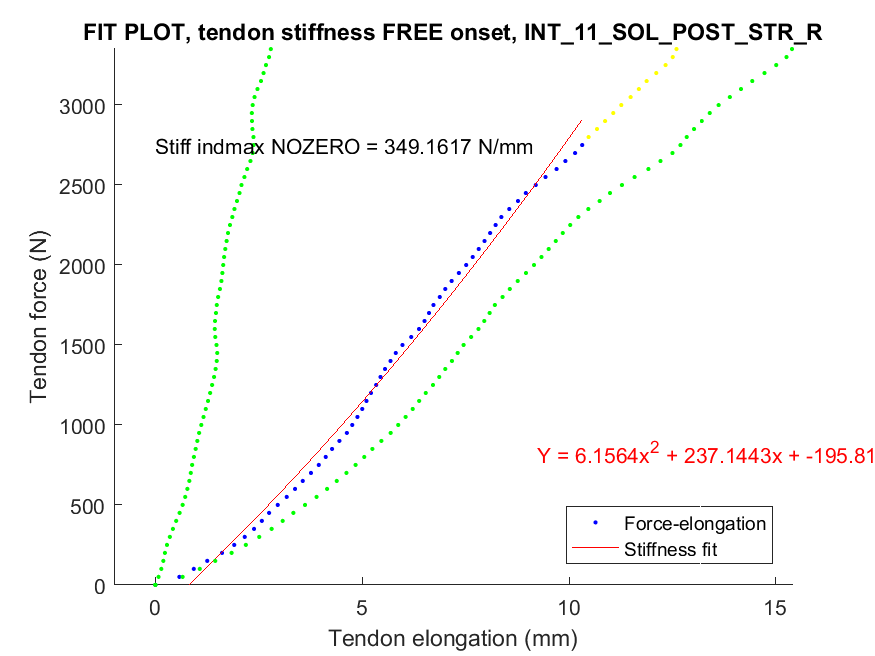 FIT PLOT, tendon stiffness FREE onset, INT_11_SOL_POST_STR_R
3000
Stiff indmax NOZERO = 349.1617 N/mm
2500
Tendon force (N)
2000
1500
1000
Y = 6.1564x² + 237.1443x + -195.81
500
Force-elongation
Stiffness fit
0
0 5 10 15
Tendon elongation (mm)